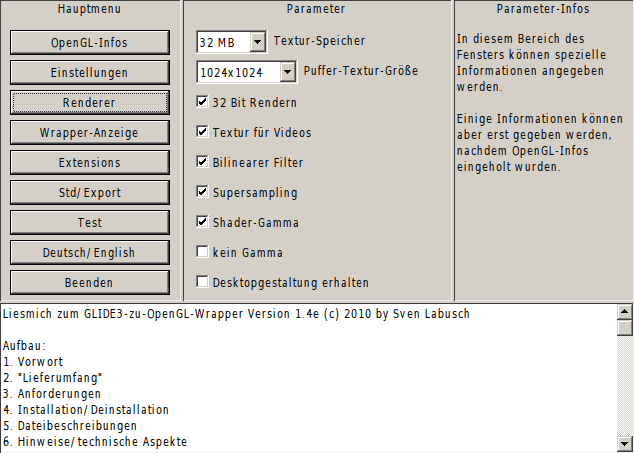 Hauptmenu
OpenGL-Infos
Einstellungen
Renderer
Wrapper-Anzeige
Extensions
Std/Export
Test
Deutsch/English
Beenden
Parameter
32 MB
Textur-Speicher
1024x1024
Puffer-Textur-Größe
32 Bit Rendern
Textur für Videos
Bilinearer Filter
Supersampling
Shader-Gamma
kein Gamma
Desktopgestaltung erhalten
Parameter-Infos
In diesem Bereich des
Fensters können spezielle
Informationen angegeben
werden.
Einige Informationen können
aber erst gegeben werden,
nachdem OpenGL-Infos
eingeholt wurden.
Liesmich zum GLIDE3-zu-OpenGL-Wrapper Version 1.4e (c) 2010 by Sven Labusch
Aufbau:
1. Vorwort
2. "Lieferumfang"
3. Anforderungen
4. Installation/Deinstallation
5. Dateibeschreibungen
6. Hinweise/technische Aspekte